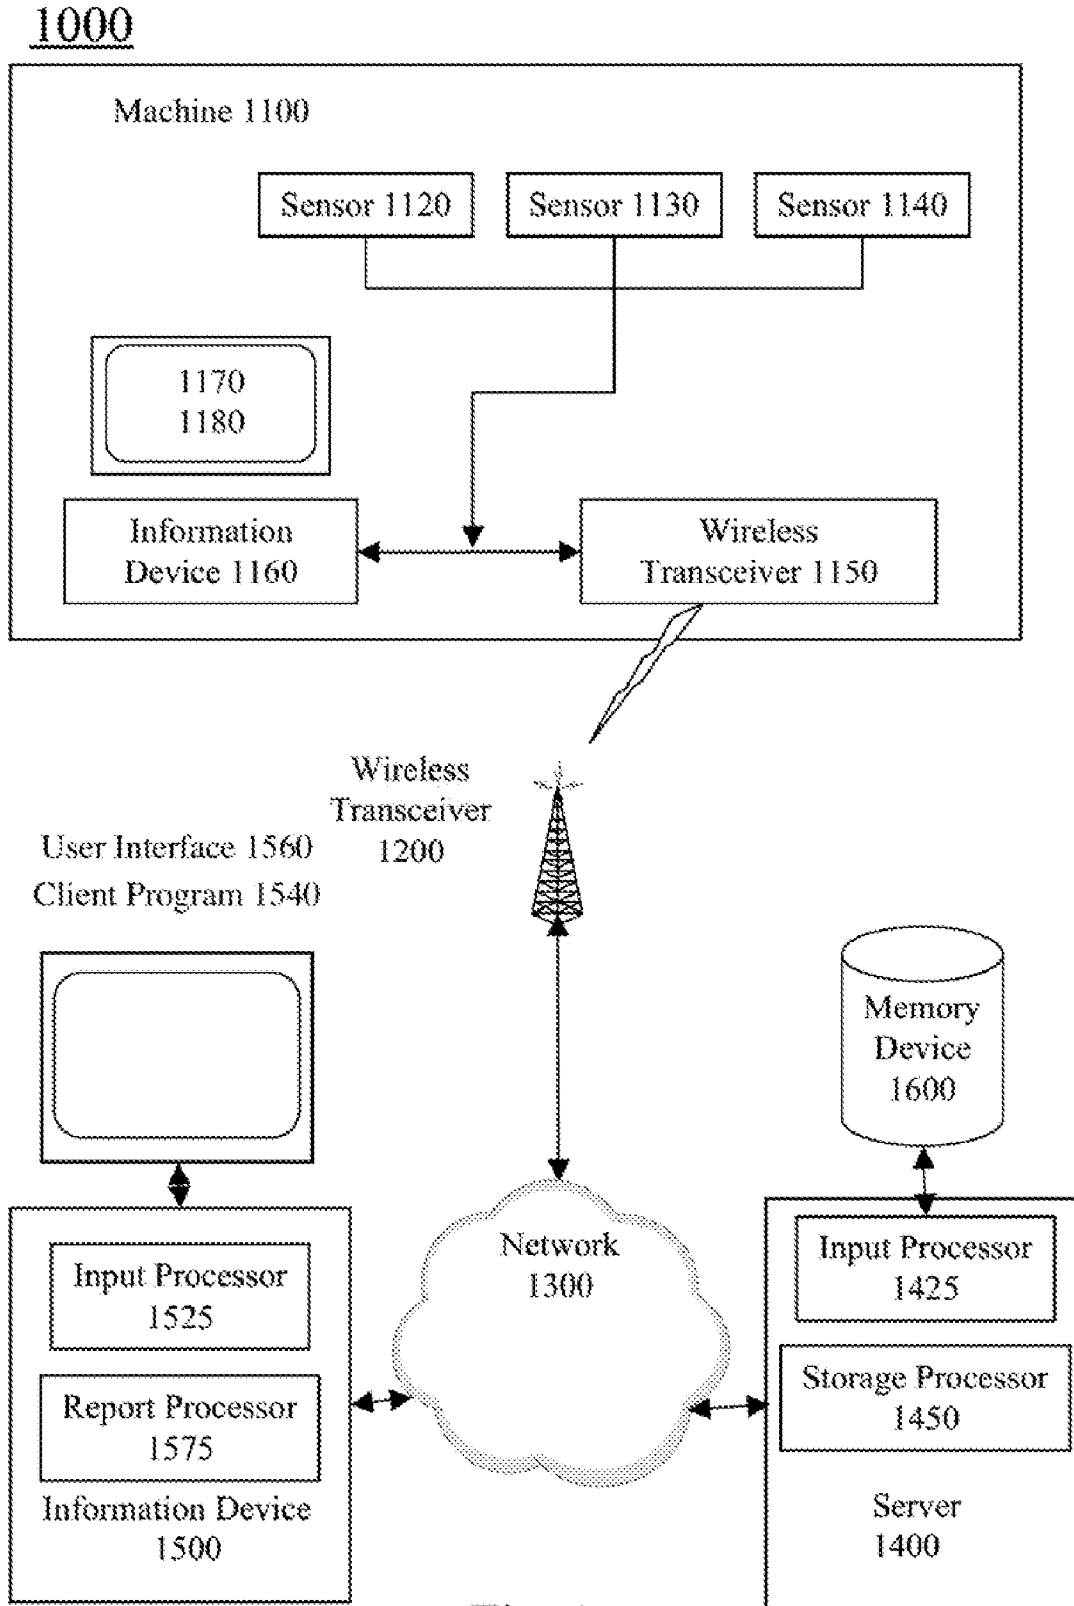 1000
Machine 1100
Sensor 1120
Sensor 1130
Sensor 1140
1170
1180
Information
Device 1160
Wireless
Transceiver 1150
Wireless
Transceiver
1200
User Interface 1560
Client Program 1540
Memory
Device
1600
Network
1300
Input Processor
1525
Report Processor
1575
Information Device
1500
Input Processor
1425
Storage Processor
1450
Server
1400